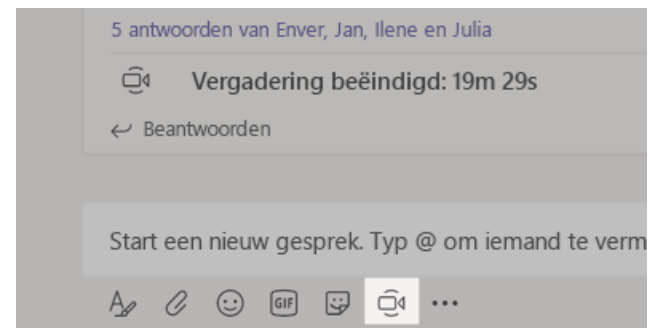 5 antwoorden van Enver, Jan, Ilene en Julia
Vergadering beëindigd: 19m 29s
Beantwoorden
Start een nieuw gesprek. Typ @ om iemand te verm
GIF